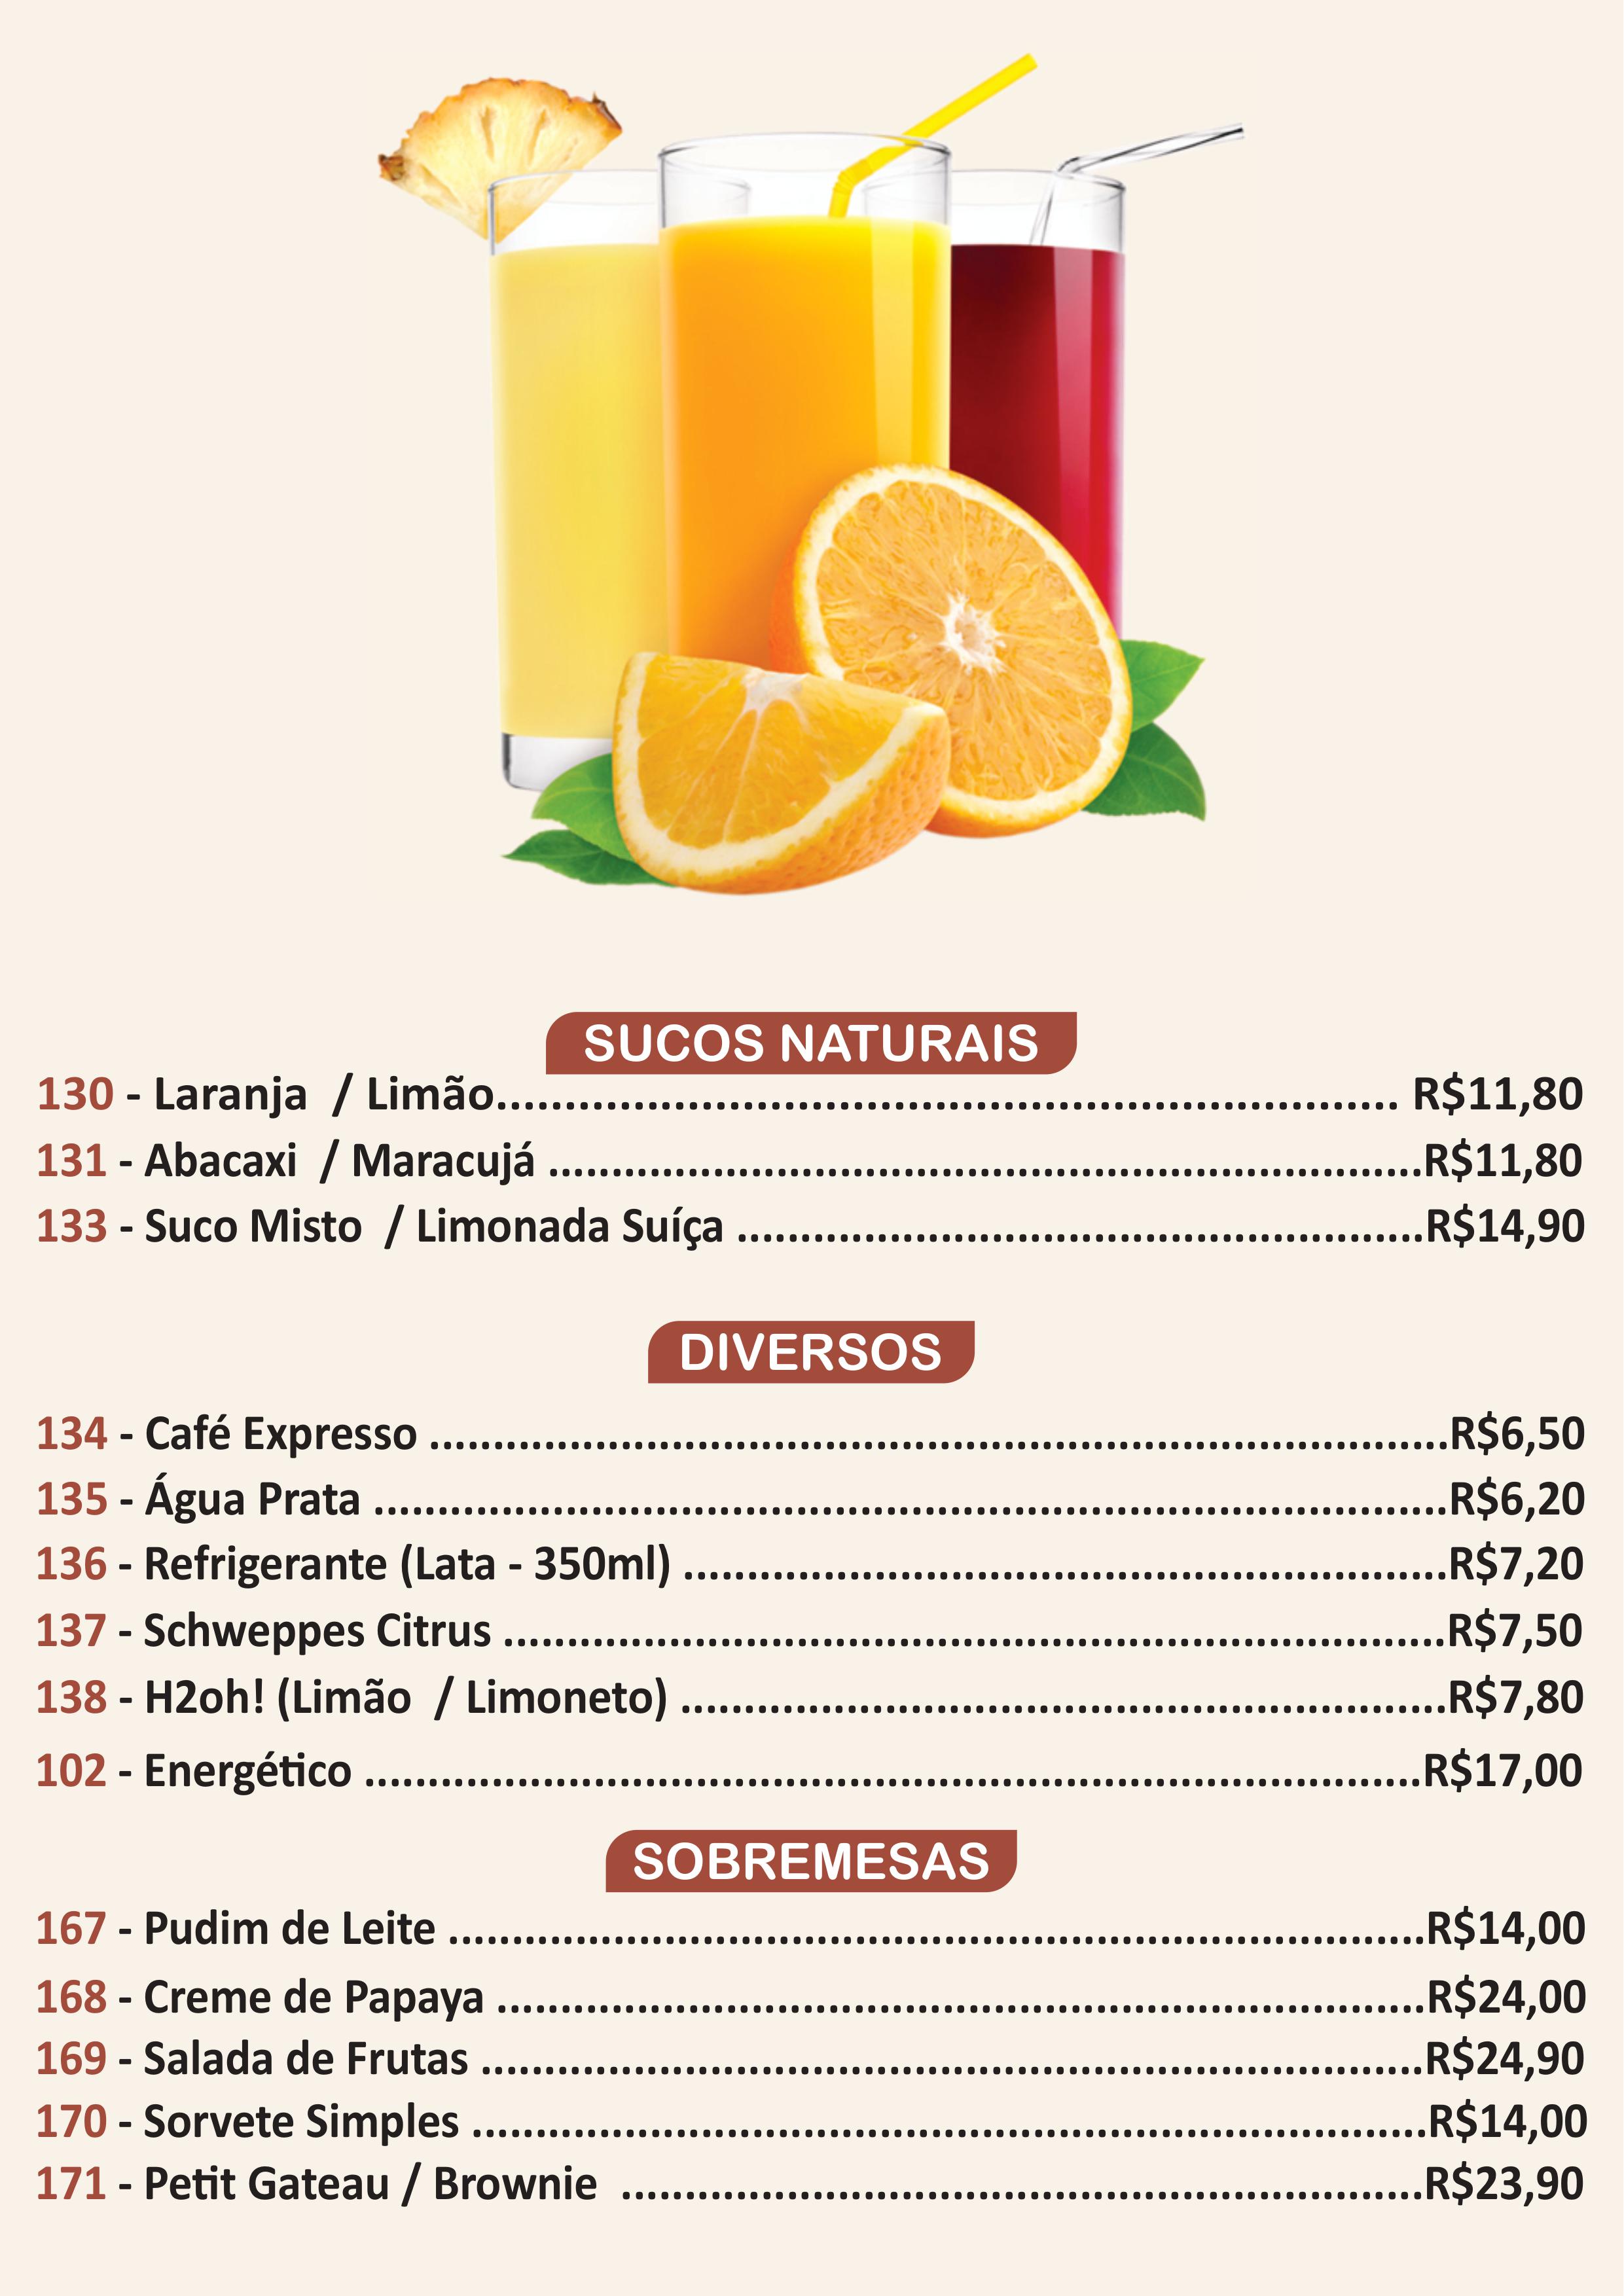 SUCOS NATURAIS
130 - Laranja / Limão.................................................................. R$11,80
131 - Abacaxi / Maracujá ......................................................................R$11,80
133 - Suco Misto / Limonada Suíça .......................................................R$14,90
DIVERSOS
134 - Café Expresso ..................................................................................R$6,50
135 - Água Prata ......................................................................................R$6,20
136 - Refrigerante (Lata - 350ml) .............................................................R$7,20
137 - Schweppes Citrus ...........................................................................R$7,50
138 - H2oh! (Limão / Limoneto) .............................................................R$7,80
102 - Energético .....................................................................................R$17,00
SOBREMESAS
167 - Pudim de Leite ..............................................................................R$14,00
168 - Creme de Papaya ..........................................................................R$24,00
169 - Salada de Frutas ...........................................................................R$24,90
170 - Sorvete Simples ............................................................................R$14,00
171 - Petit Gateau / Brownie ................................................................R$23,90